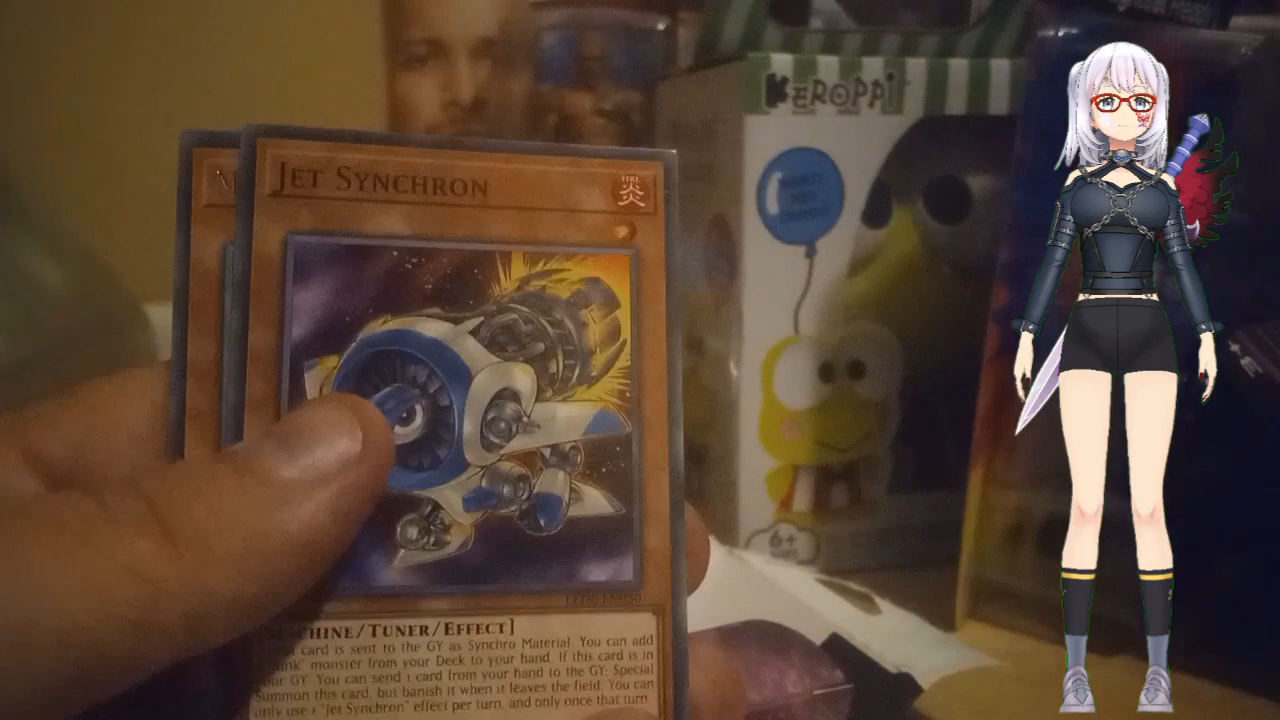 KEROPPI
M
JET SYNCHRON
FIRE
炎
[MACHINE/TUNER/EFFECT]
card is sent to the GY as Synchro Material: You can add
monster from your Deck to your hand. If this card is in
GY: You can send 1 card from your hand to the GY; Special
Summon this card, but banish it when it leaves the field. You can
only use 1 "Jet Synchron" effect per turn, and only once that turn.
6+